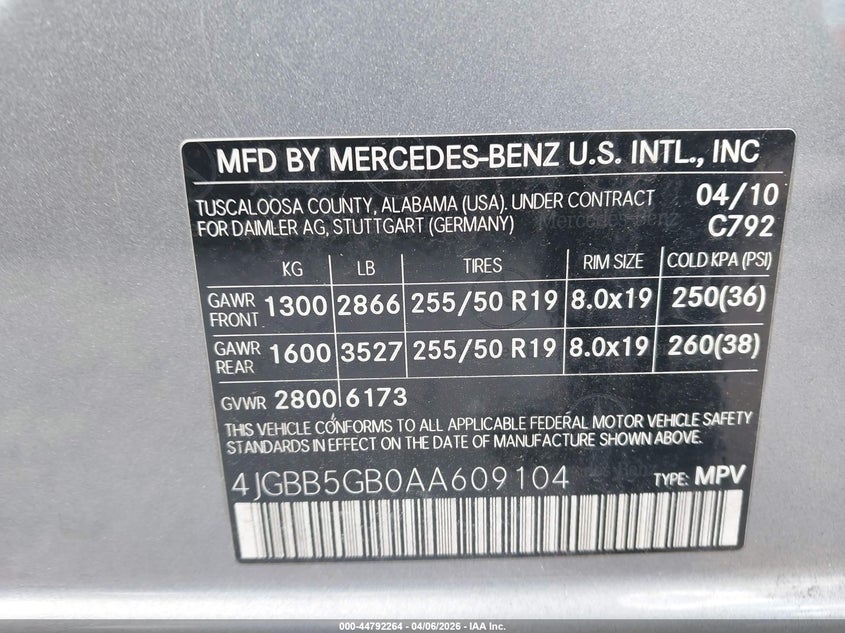 MFD BY MERCEDES-BENZ U.S. INTL., INC
TUSCALOOSA COUNTY, ALABAMA (USA). UNDER CONTRACT 04/10
FOR DAIMLER AG, STUTTGART (GERMANY) C792
Mercedes-Benz
KG LB TIRES RIM SIZE COLD KPA (PSI)
GAWR FRONT 1300 2866 255/50 R19 8.0x19 250(36)
GAWR REAR 1600 3527 255/50 R19 8.0x19 260(38)
GVWR 2800 6173
THIS VEHICLE CONFORMS TO ALL APPLICABLE FEDERAL MOTOR VEHICLE SAFETY
STANDARDS IN EFFECT ON THE DATE OF MANUFACTURE SHOWN ABOVE.
4JGBB5GB0AA609104 TYPE: MPV
000-44792264 - 04/06/2026 - IAA Inc.